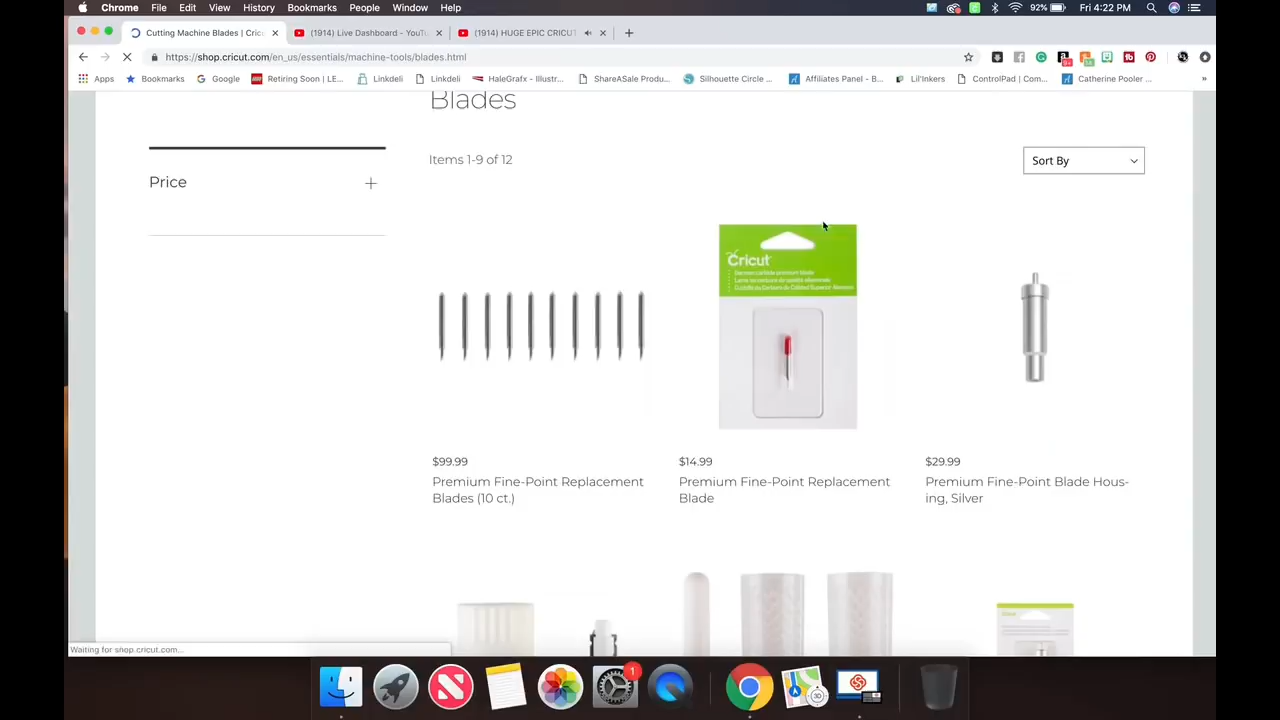 Chrome File Edit View History Bookmarks People Window Help 92% Fri 4:22 PM
Cutting Machine Blades | Cric (1914) Live Dashboard - YouTu (1914) HUGE EPIC CRICUT
https://shop.cricut.com/en_us/essentials/machine-tools/blades.html
Apps Bookmarks Google Retiring Soon | LE... Linkdeli Linkdeli HaleGrafx - Illustr... ShareASale Produ... Silhouette Circle ... Affiliates Panel - B... Lil'Inkers ControlPad | Com... Catherine Pooler ... »
Blades
Items 1-9 of 12
Sort By
Price
Cricut
$99.99
Premium Fine-Point Replacement
Blades (10 ct.)
$14.99
Premium Fine-Point Replacement
Blade
$29.99
Premium Fine-Point Blade Hous-
ing, Silver
Waiting for shop.cricut.com...
1
3D